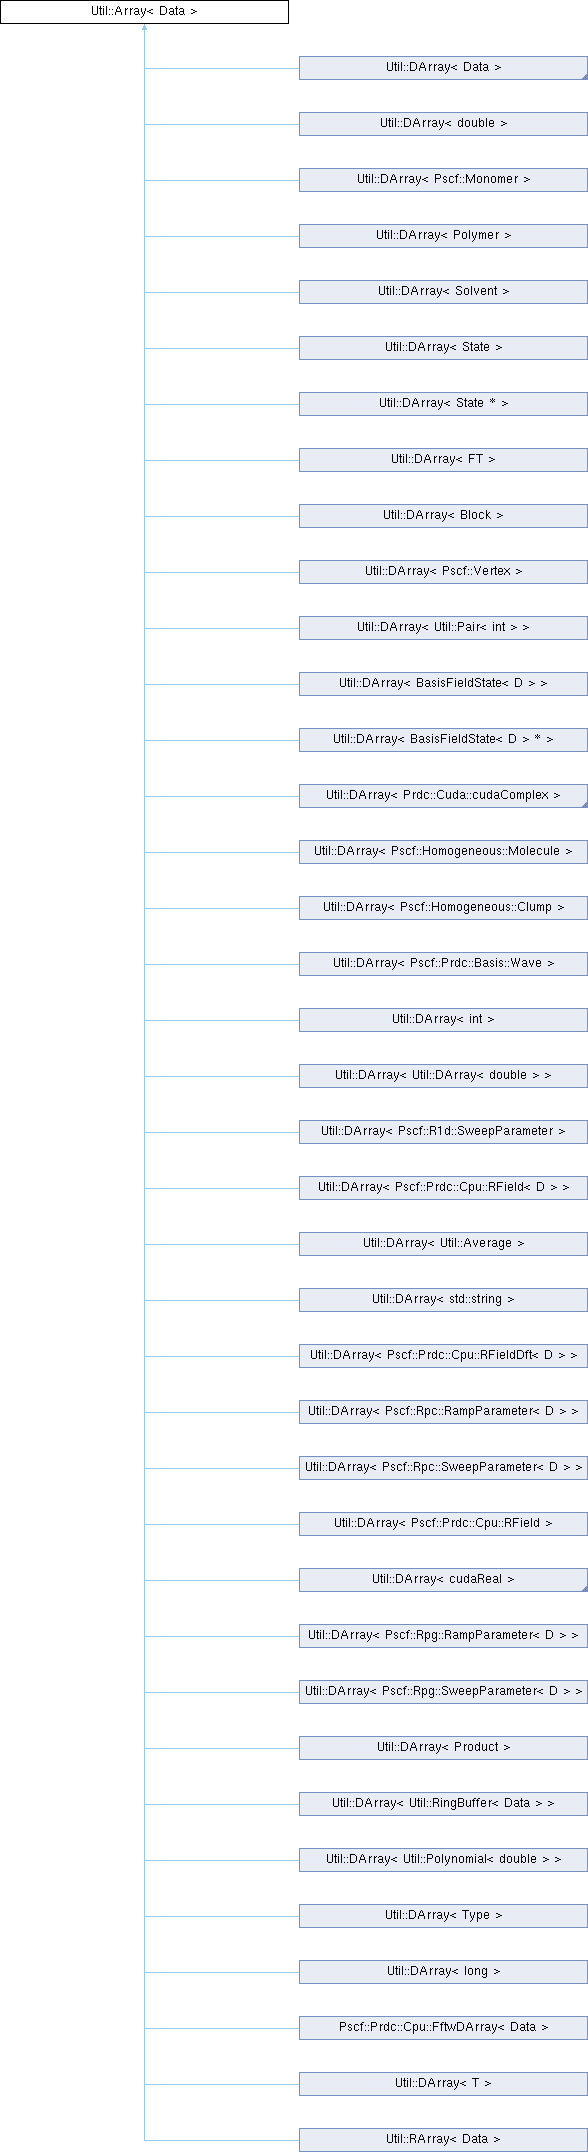 Util::Array< Data >
Util::DArray< Data >
Util::DArray< double >
Util::DArray< Pscf::Monomer >
Util::DArray< Polymer >
Util::DArray< Solvent >
Util::DArray< State >
Util::DArray< State * >
Util::DArray< FT >
Util::DArray< Block >
Util::DArray< Pscf::Vertex >
Util::DArray< Util::Pair< int > >
Util::DArray< BasisFieldState< D > >
Util::DArray< BasisFieldState< D > * >
Util::DArray< Prdc::Cuda::cudaComplex >
Util::DArray< Pscf::Homogeneous::Molecule >
Util::DArray< Pscf::Homogeneous::Clump >
Util::DArray< Pscf::Prdc::Basis::Wave >
Util::DArray< int >
Util::DArray< Util::DArray< double > >
Util::DArray< Pscf::R1d::SweepParameter >
Util::DArray< Pscf::Prdc::Cpu::RField< D > >
Util::DArray< Util::Average >
Util::DArray< std::string >
Util::DArray< Pscf::Prdc::Cpu::RFieldDft< D > >
Util::DArray< Pscf::Rpc::RampParameter< D > >
Util::DArray< Pscf::Rpc::SweepParameter< D > >
Util::DArray< Pscf::Prdc::Cpu::RField >
Util::DArray< cudaReal >
Util::DArray< Pscf::Rpg::RampParameter< D > >
Util::DArray< Pscf::Rpg::SweepParameter< D > >
Util::DArray< Product >
Util::DArray< Util::RingBuffer< Data > >
Util::DArray< Util::Polynomial< double > >
Util::DArray< Type >
Util::DArray< long >
Pscf::Prdc::Cpu::FftwDArray< Data >
Util::DArray< T >
Util::RArray< Data >